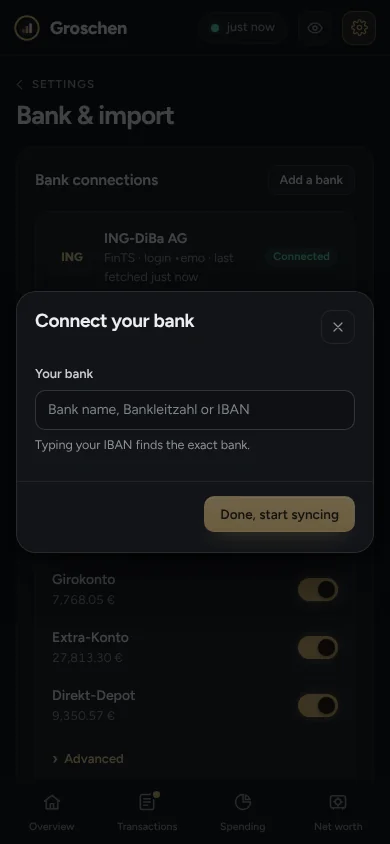 Groschen
just now
SETTINGS
Bank & import
Bank connections
Add a bank
ING-DiBa AG
ING
FinTS · login •emo · last
fetched just now
Connected
Connect your bank
Your bank
Bank name, Bankleitzahl or IBAN
Typing your IBAN finds the exact bank.
Done, start syncing
Girokonto
7,768.05 €
Extra-Konto
27,813.30 €
Direkt-Depot
9,350.57 €
Advanced
Overview
Transactions
Spending
Net worth